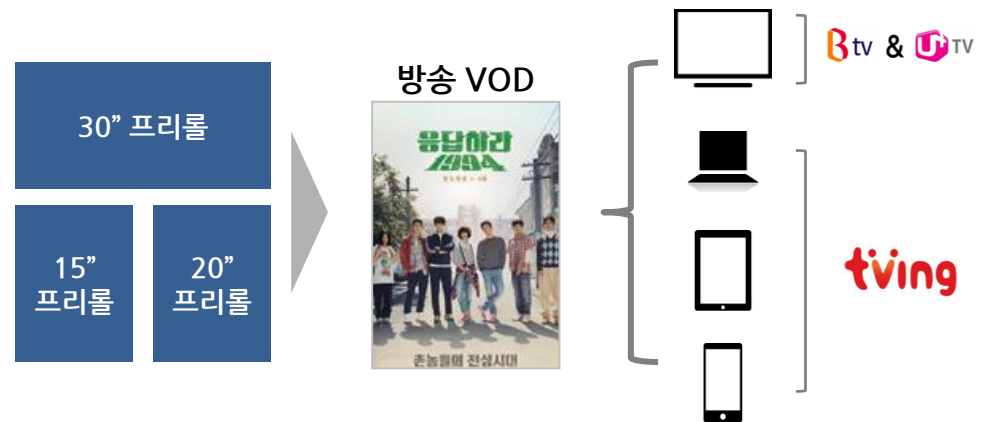 30” 프리롤
15”
프리롤
20”
프리롤
방송 VOD
응답하라
1994
촌놈들의 전성시대
B tv & U+ TV
tving